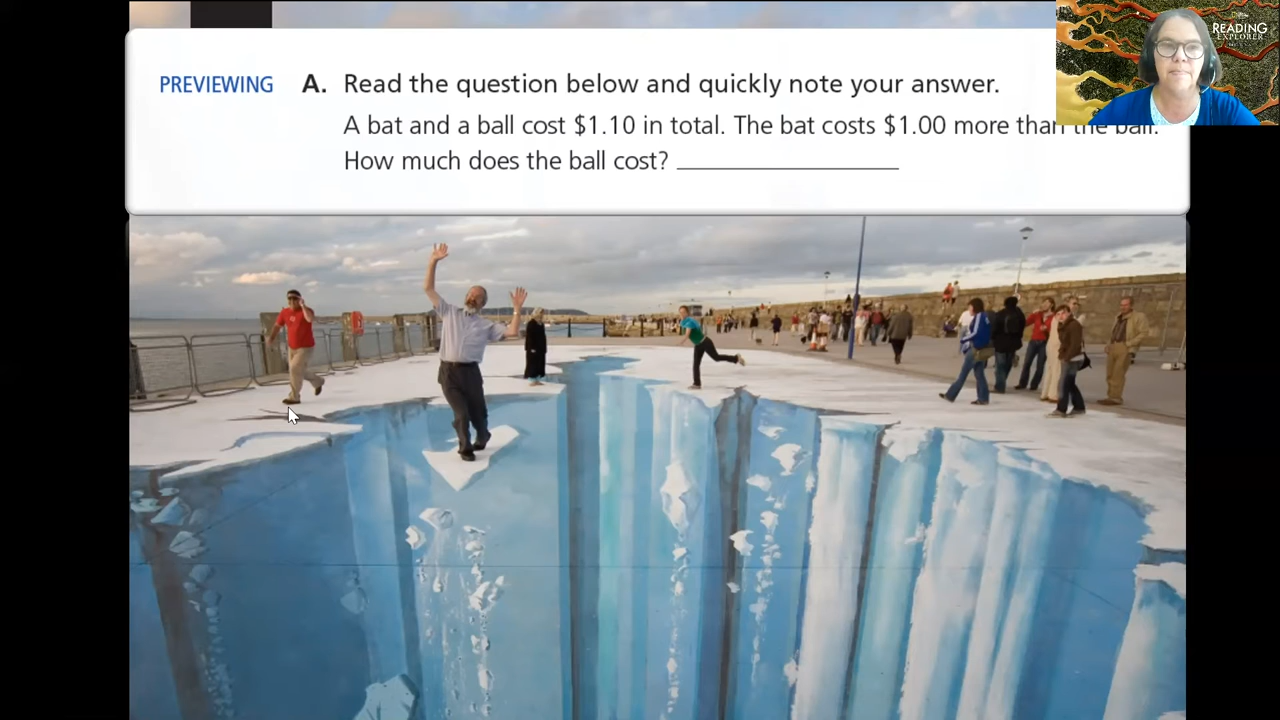 READING
EXPLORER
PREVIEWING A. Read the question below and quickly note your answer.
A bat and a ball cost $1.10 in total. The bat costs $1.00 more than the ball.
How much does the ball cost?